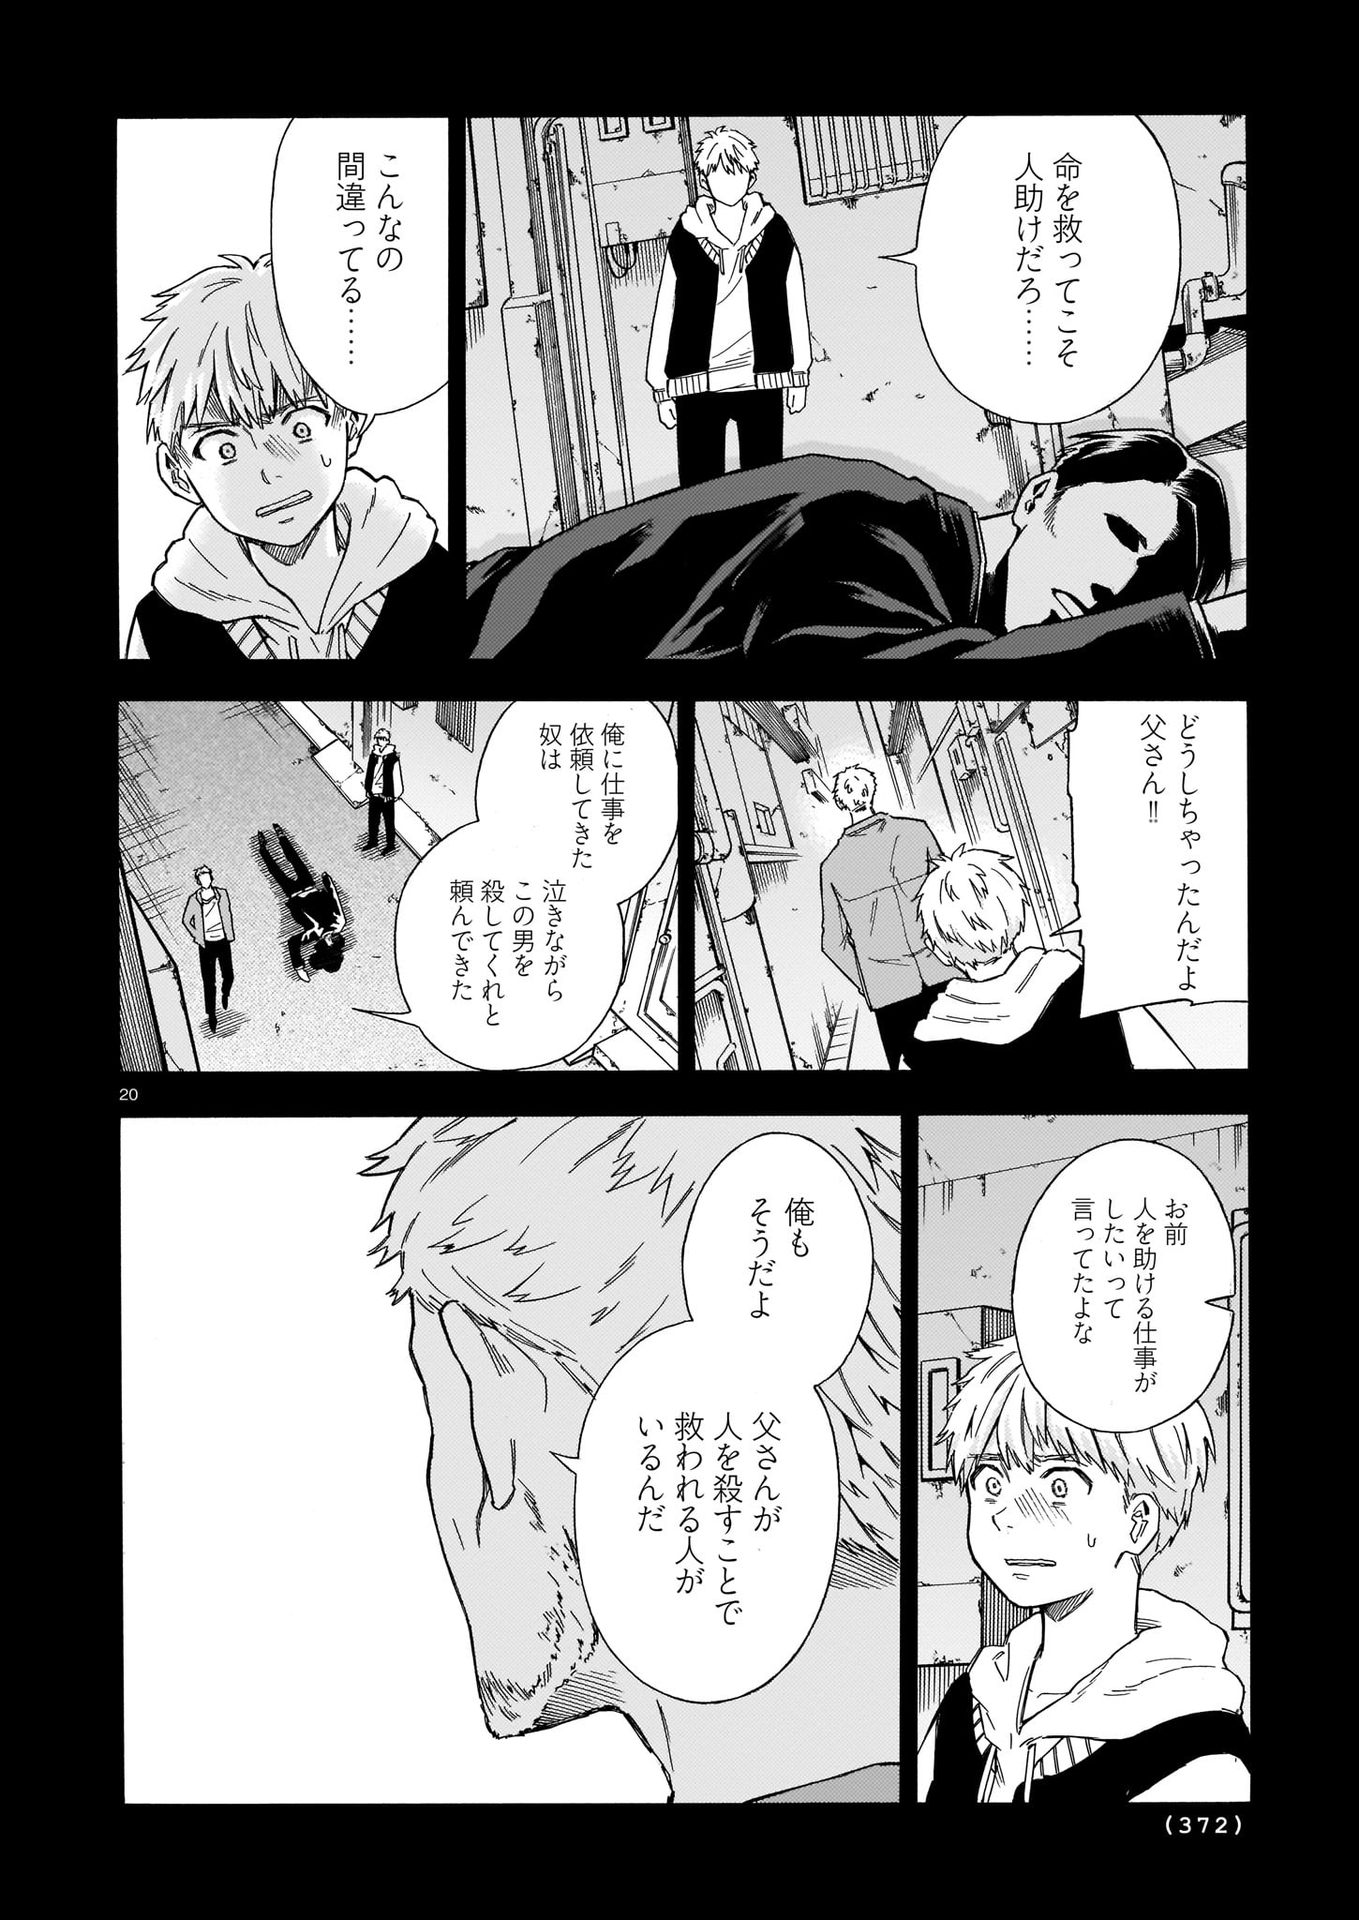 命を救ってこそ
人助けだろ……
こんなの
間違ってる……
どうしちゃったんだよ
父さん!!
俺に仕事を
依頼してきた
奴は
泣きながら
この男を
殺してくれと
頼んできた
20
お前
人を助ける仕事が
したいって
言ってたよな
俺も
そうだよ
父さんが
人を殺すことで
救われる人が
いるんだ
(372)